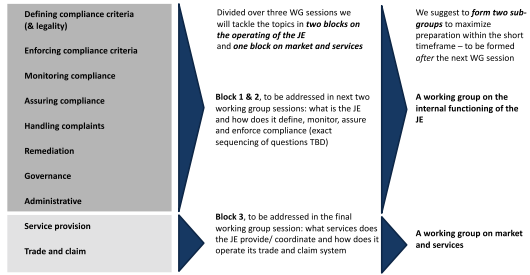 Defining compliance criteria
(& legality)
Enforcing compliance criteria
Monitoring compliance
Assuring compliance
Handling complaints
Remediation
Governance
Administrative
Service provision
Trade and claim
Divided over three WG sessions we
will tackle the topics in two blocks on
the operating of the JE
and one block on market and services
Block 1 & 2, to be addressed in next two
working group sessions: what is the JE
and how does it define, monitor, assure
and enforce compliance (exact
sequencing of questions TBD)
Block 3, to be addressed in the final
working group session: what services does
the JE provide/ coordinate and how does it
operate its trade and claim system
We suggest to form two sub-
groups to maximize
preparation within the short
timeframe – to be formed
after the next WG session
A working group on the
internal functioning of the
JE
A working group on market
and services